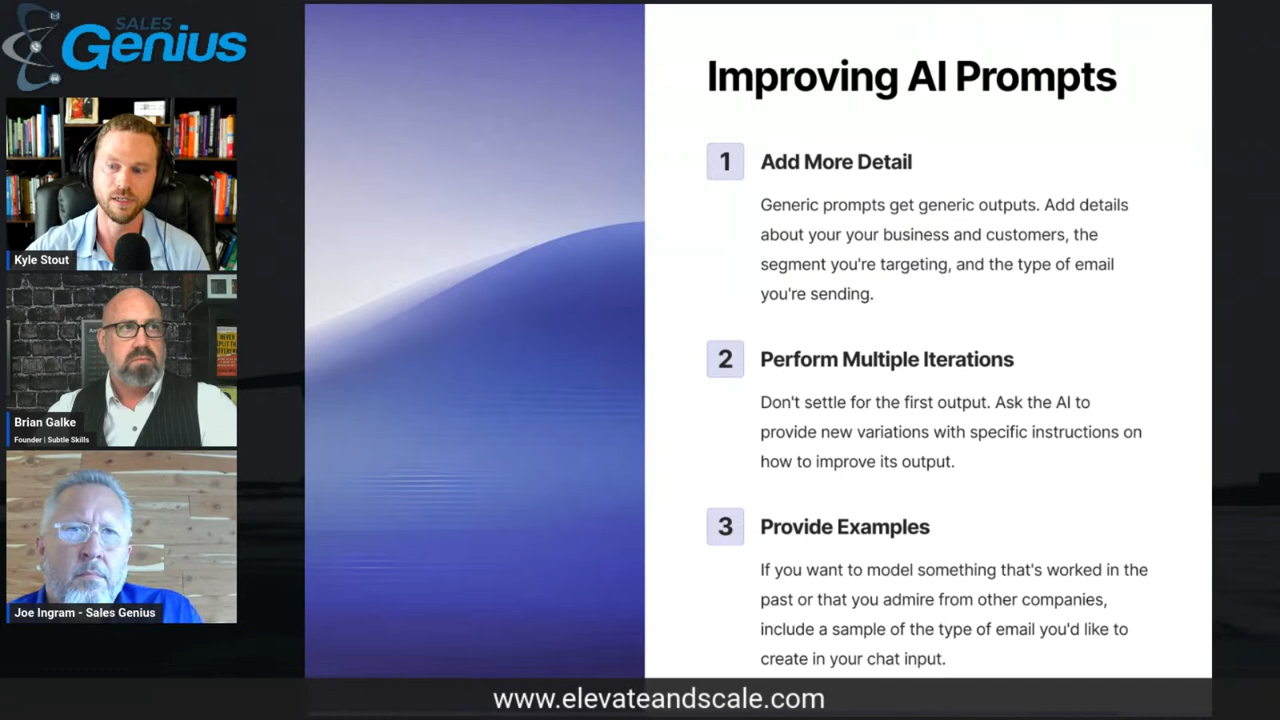 SALES
Genius
Kyle Stout
Brian Galke
Founder | Subtle Skills
Joe Ingram - Sales Genius
Improving AI Prompts
1
Add More Detail
Generic prompts get generic outputs. Add details
about your your business and customers, the
segment you're targeting, and the type of email
you're sending.
2
Perform Multiple Iterations
Don't settle for the first output. Ask the AI to
provide new variations with specific instructions on
how to improve its output.
3
Provide Examples
If you want to model something that's worked in the
past or that you admire from other companies,
include a sample of the type of email you'd like to
create in your chat input.
www.elevateandscale.com